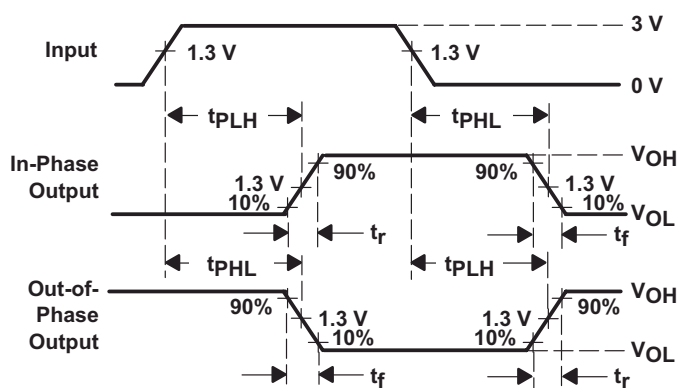 3 V
Input
1.3 V
1.3 V
0 V
tPLH
tPHL
In-Phase
Output
VOH
90%
90%
1.3 V
1.3 V
10%
10%
VOL
tr
tf
tPHL
tPLH
Out-of-
Phase
Output
VOH
90%
90%
1.3 V
1.3 V
10%
10%
VOL
tf
tr